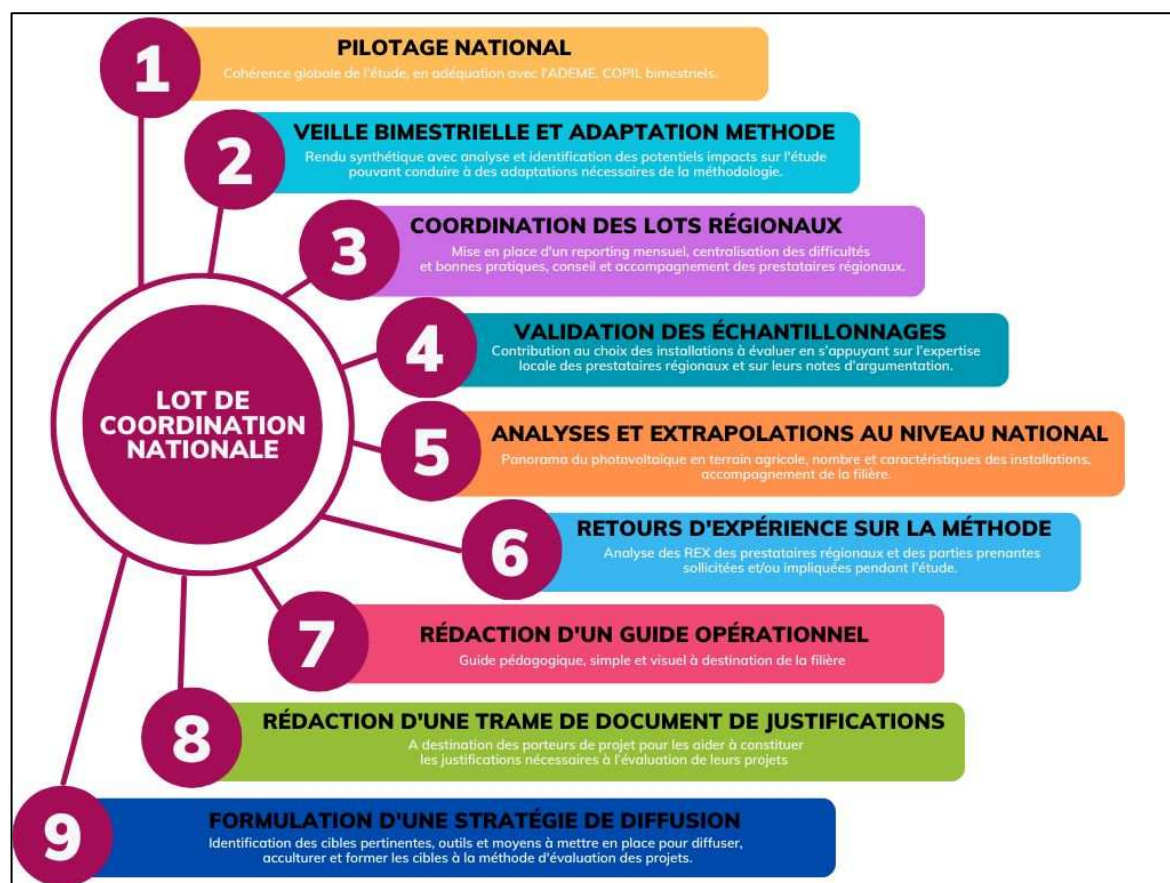 LOT DE
COORDINATION
NATIONALE
1
PILOTAGE NATIONAL
Cohérence globale de l'étude, en adéquation avec l'ADEME, COPIL bimestriels.
2
VEILLE BIMESTRIELLE ET ADAPTATION METHODE
Rendu synthétique avec analyse et identification des potentiels impacts sur l'étude
pouvant conduire à des adaptations nécessaires de la méthodologie.
3
COORDINATION DES LOTS RÉGIONAUX
Mise en place d'un reporting mensuel, centralisation des difficultés
et bonnes pratiques, conseil et accompagnement des prestataires régionaux.
4
VALIDATION DES ÉCHANTILLONNAGES
Contribution au choix des installations à évaluer en s'appuyant sur l'expertise
locale des prestataires régionaux et sur leurs notes d'argumentation.
5
ANALYSES ET EXTRAPOLATIONS AU NIVEAU NATIONAL
Panorama du photovoltaïque en terrain agricole, nombre et caractéristiques des installations,
accompagnement de la filière.
6
RETOURS D'EXPÉRIENCE SUR LA MÉTHODE
Analyse des REX des prestataires régionaux et des parties prenantes
sollicitées et/ou impliquées pendant l'étude.
7
RÉDACTION D'UN GUIDE OPÉRATIONNEL
Guide pédagogique, simple et visuel à destination de la filière
8
RÉDACTION D'UNE TRAME DE DOCUMENT DE JUSTIFICATIONS
A destination des porteurs de projet pour les aider à constituer
les justifications nécessaires à l'évaluation de leurs projets
9
FORMULATION D'UNE STRATÉGIE DE DIFFUSION
Identification des cibles pertinentes, outils et moyens à mettre en place pour diffuser,
acculturer et former les cibles à la méthode d'évaluation des projets.